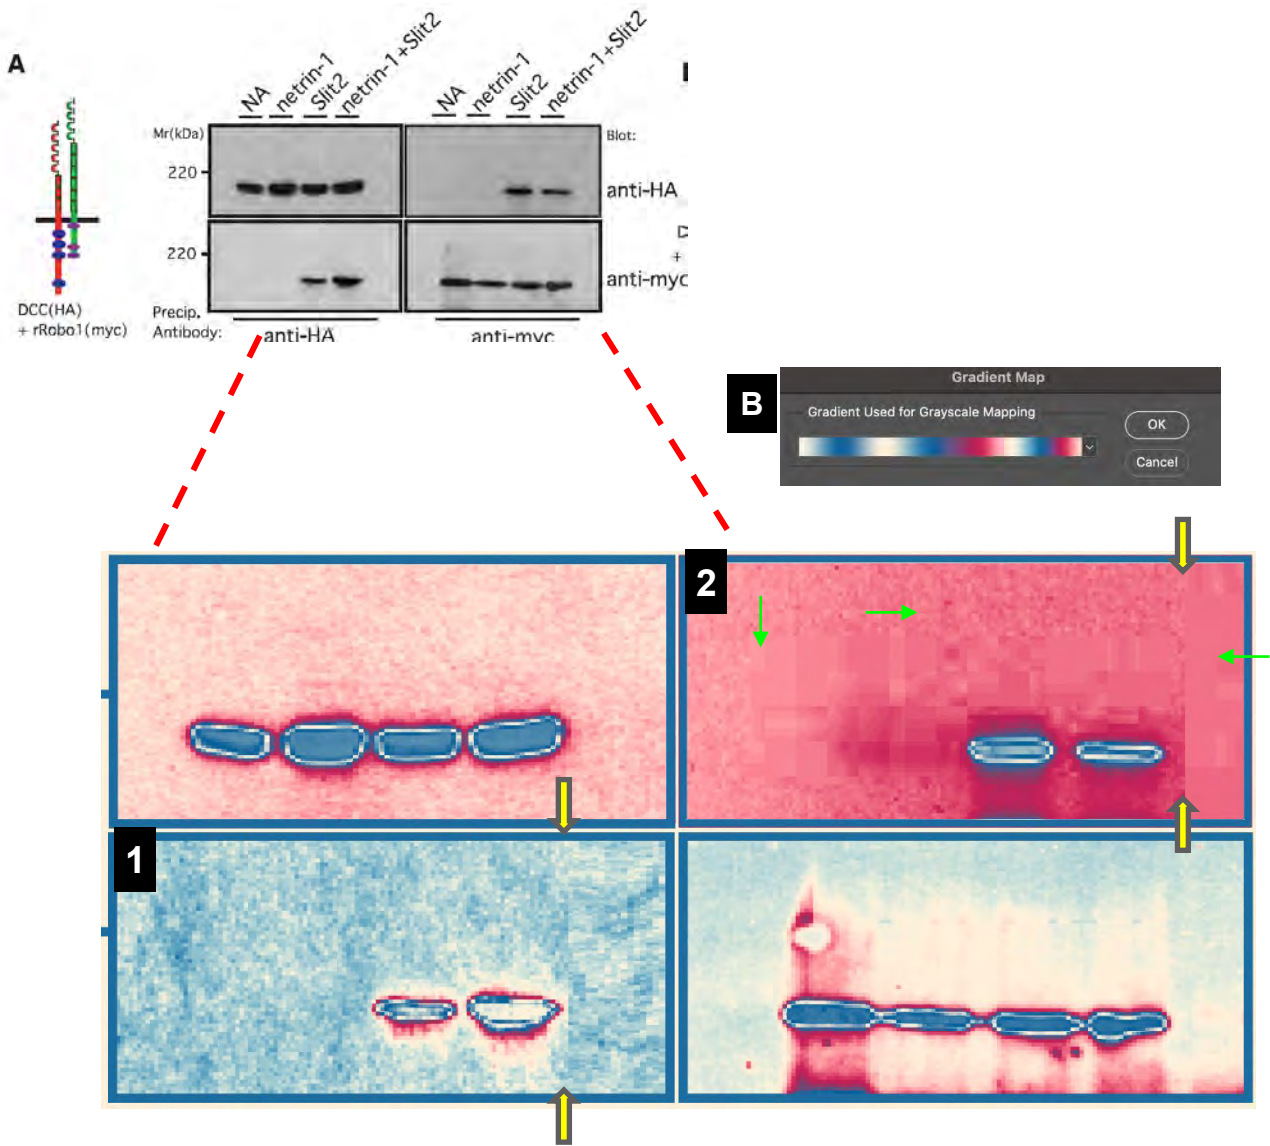 A
NA
netrin-1
Slit2
netrin-1+Slit2
NA
netrin-1
Slit2
netrin-1+Slit2
Mr(kDa)
Blot:
220
anti-HA
220
anti-myc
+
DCC(HA)
+ rRobo1(myc)
Precip.
Antibody:
anti-HA
anti-myc
B
Gradient Map
Gradient Used for Grayscale Mapping
OK
Cancel
2
1